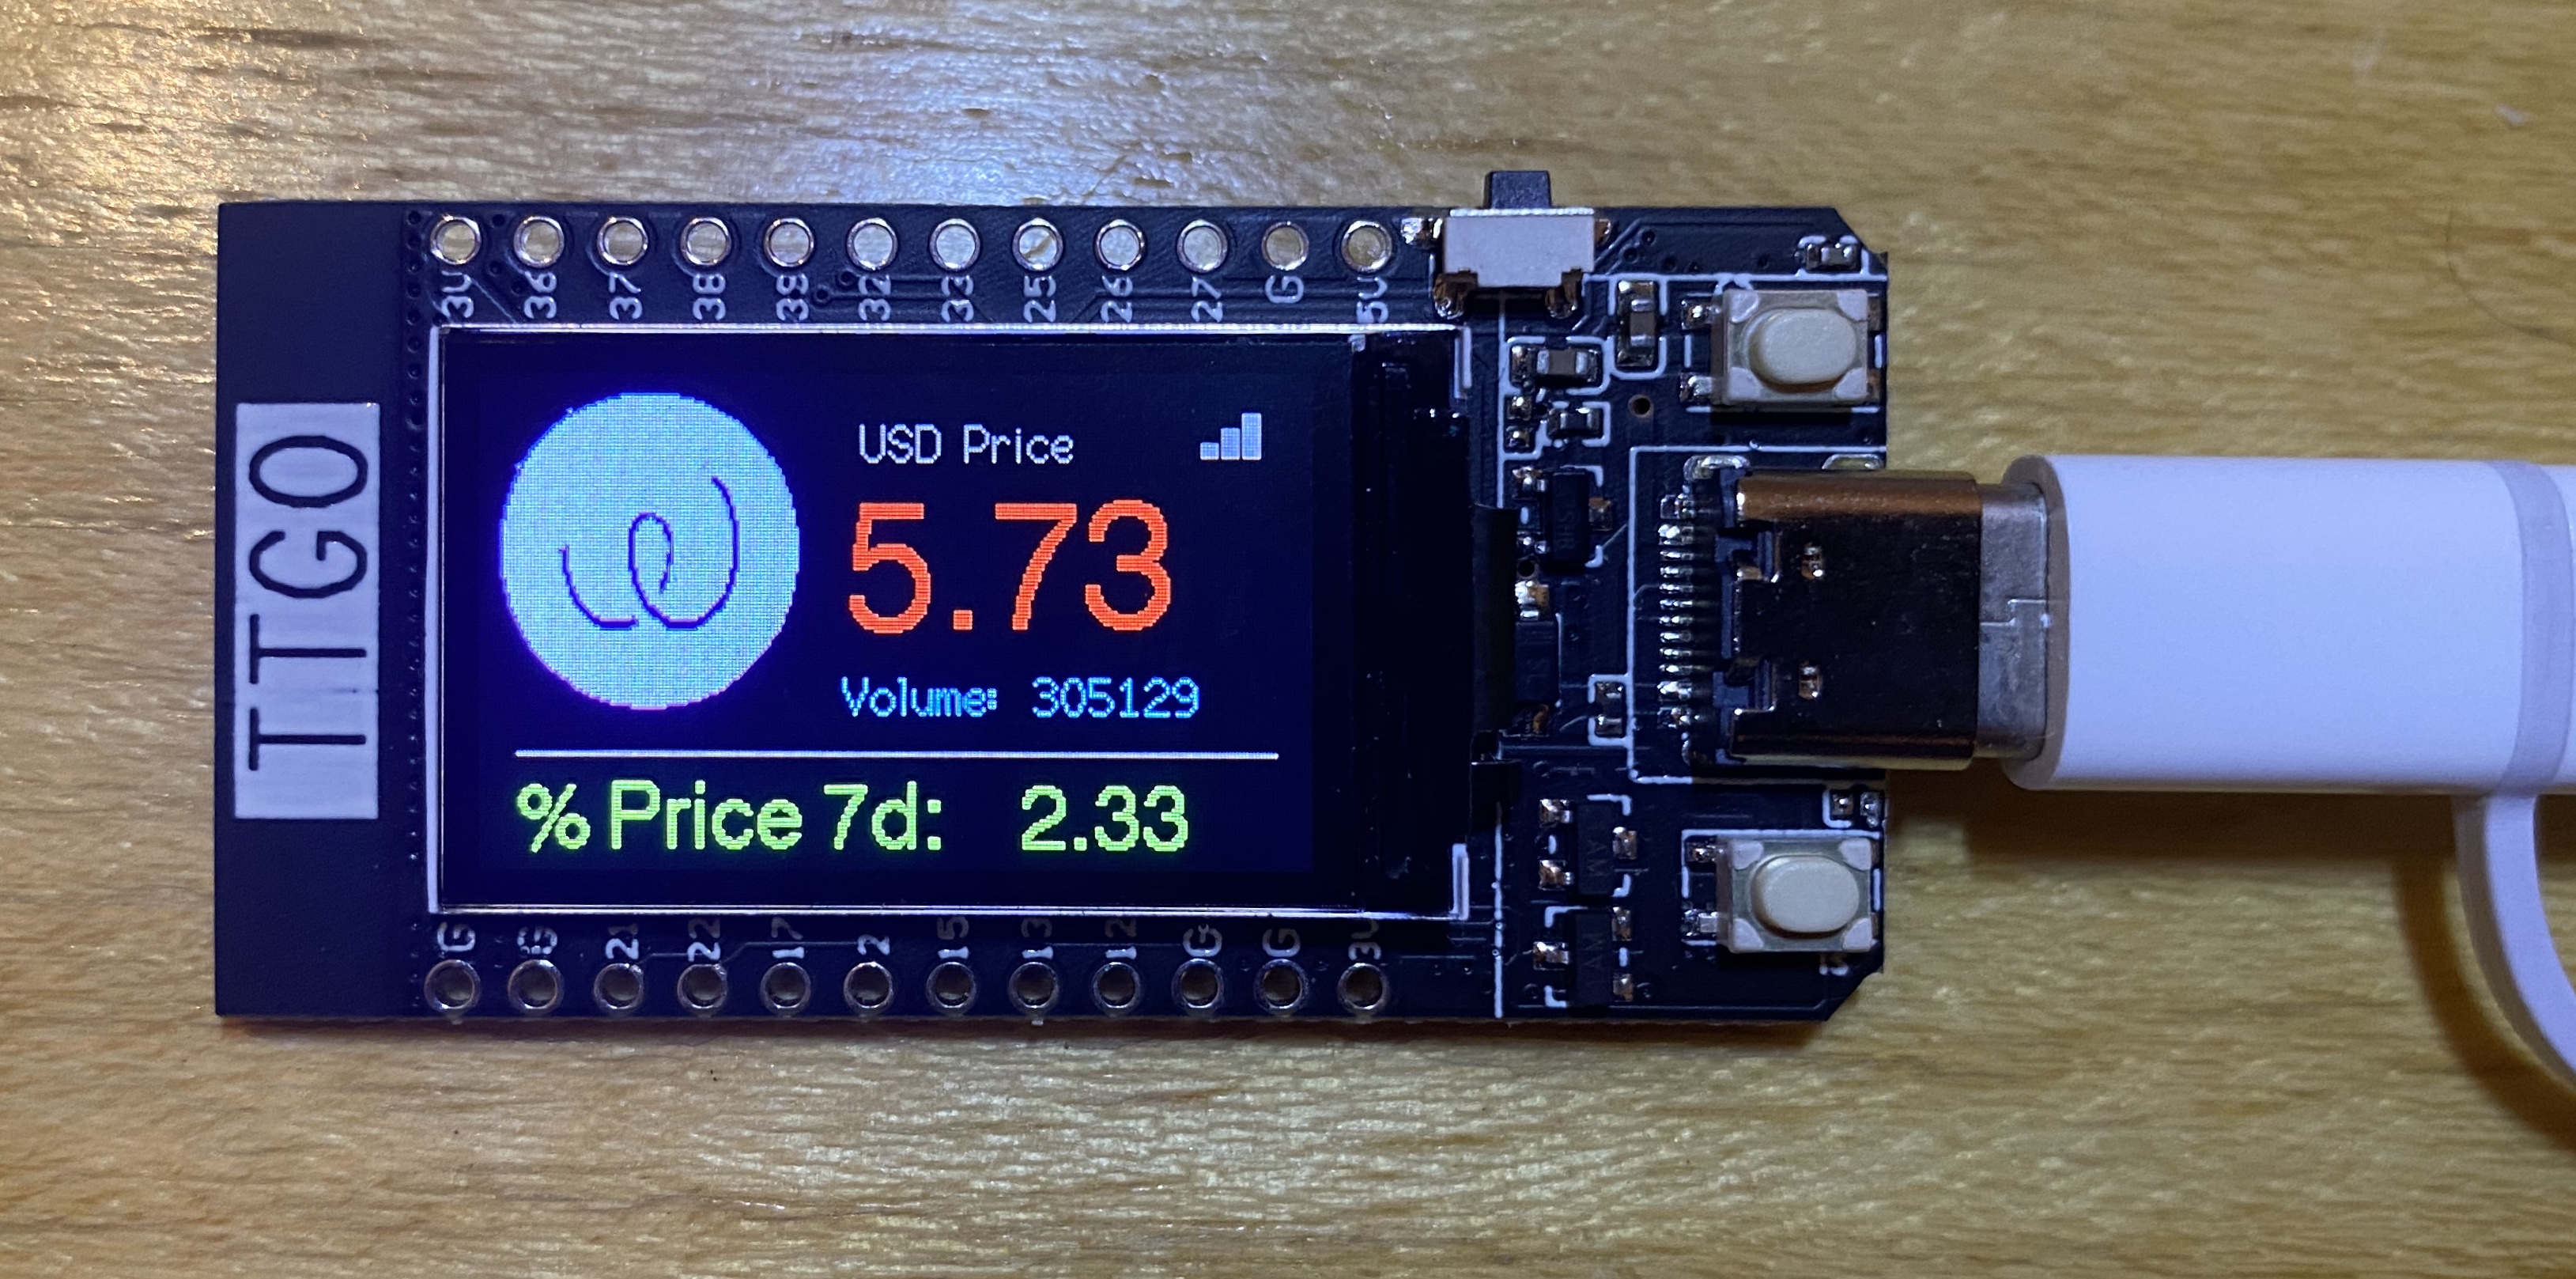 TTGO
3V 36 37 38 39 32 33 25 26 27 G 5V
USD Price
5.73
Volume: 305129
% Price 7d: 2.33
G G 21 22 17 2 15 13 12 G G 3V